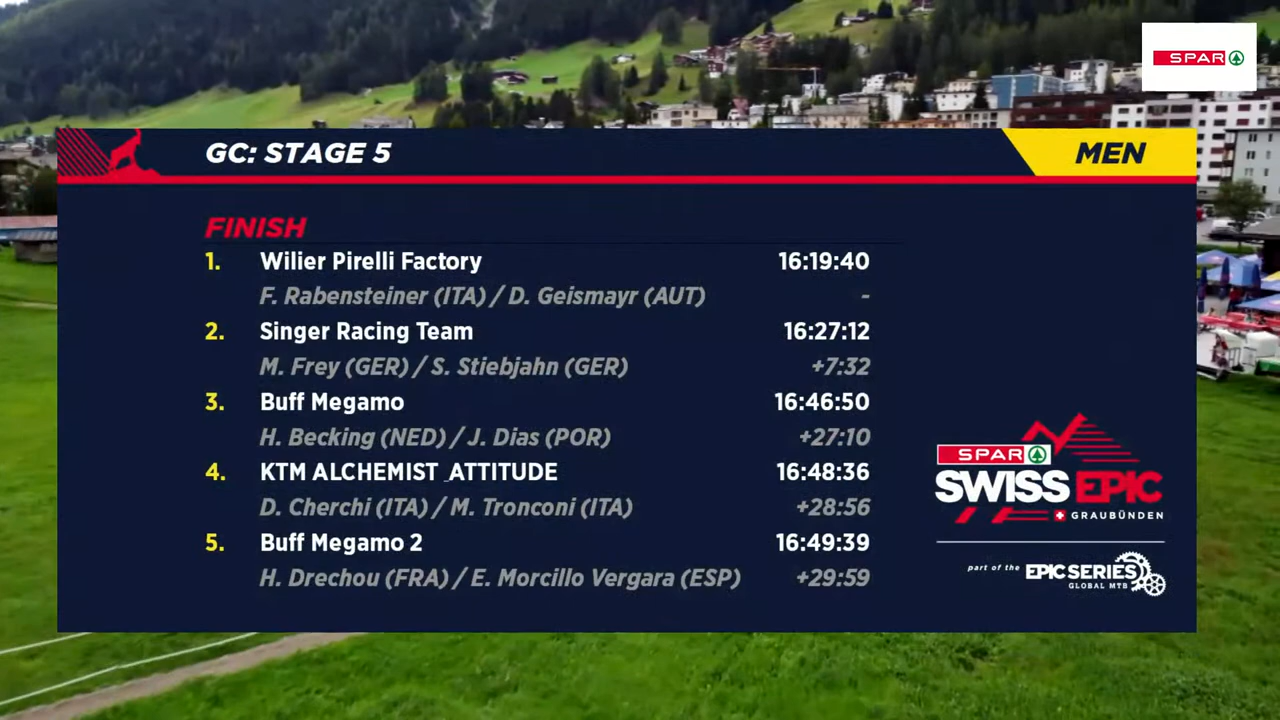 SPAR
GC: STAGE 5
MEN
FINISH
1. Wilier Pirelli Factory 16:19:40
F. Rabensteiner (ITA) / D. Geismayr (AUT) -
2. Singer Racing Team 16:27:12
M. Frey (GER) / S. Stiebjahn (GER) +7:32
3. Buff Megamo 16:46:50
H. Becking (NED) / J. Dias (POR) +27:10
4. KTM ALCHEMIST_ATTITUDE 16:48:36
D. Cherchi (ITA) / M. Tronconi (ITA) +28:56
5. Buff Megamo 2 16:49:39
H. Drechou (FRA) / E. Morcillo Vergara (ESP) +29:59
SPAR
SWISS EPIC
GRAUBÜNDEN
part of the EPIC SERIES
GLOBAL MTB